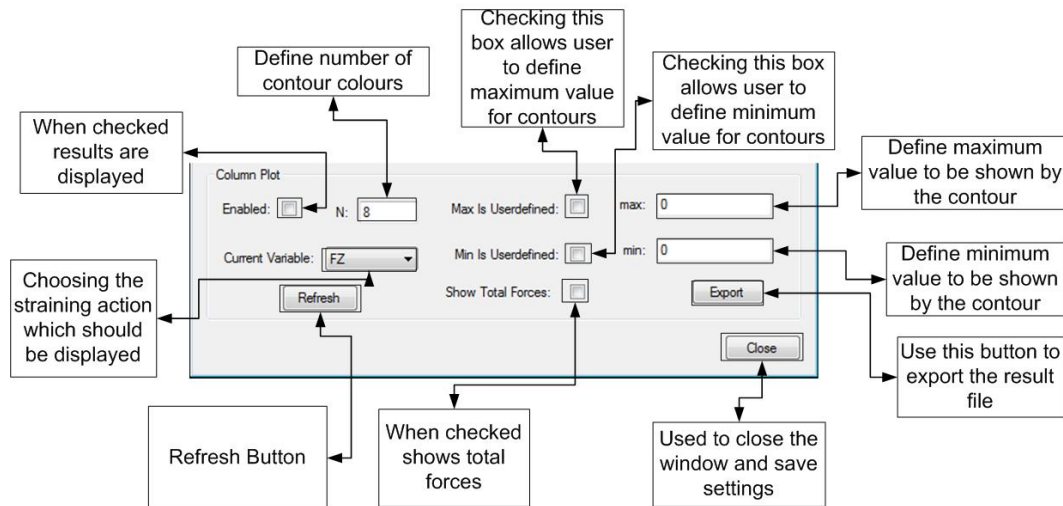 Checking this
box allows user
to define
maximum value
for contours
Define number of
contour colours
Checking this box
allows user to
define minimum
value for contours
When checked
results are
displayed
Define maximum
value to be shown by
the contour
Column Plot
Enabled:
N: 8
Max Is Userdefined:
max: 0
Current Variable: FZ
Min Is Userdefined:
min: 0
Define minimum
value to be shown
by the contour
Choosing the
straining action
which should
be displayed
Refresh
Show Total Forces:
Export
Close
Use this button to
export the result
file
Refresh Button
When checked
shows total
forces
Used to close the
window and save
settings